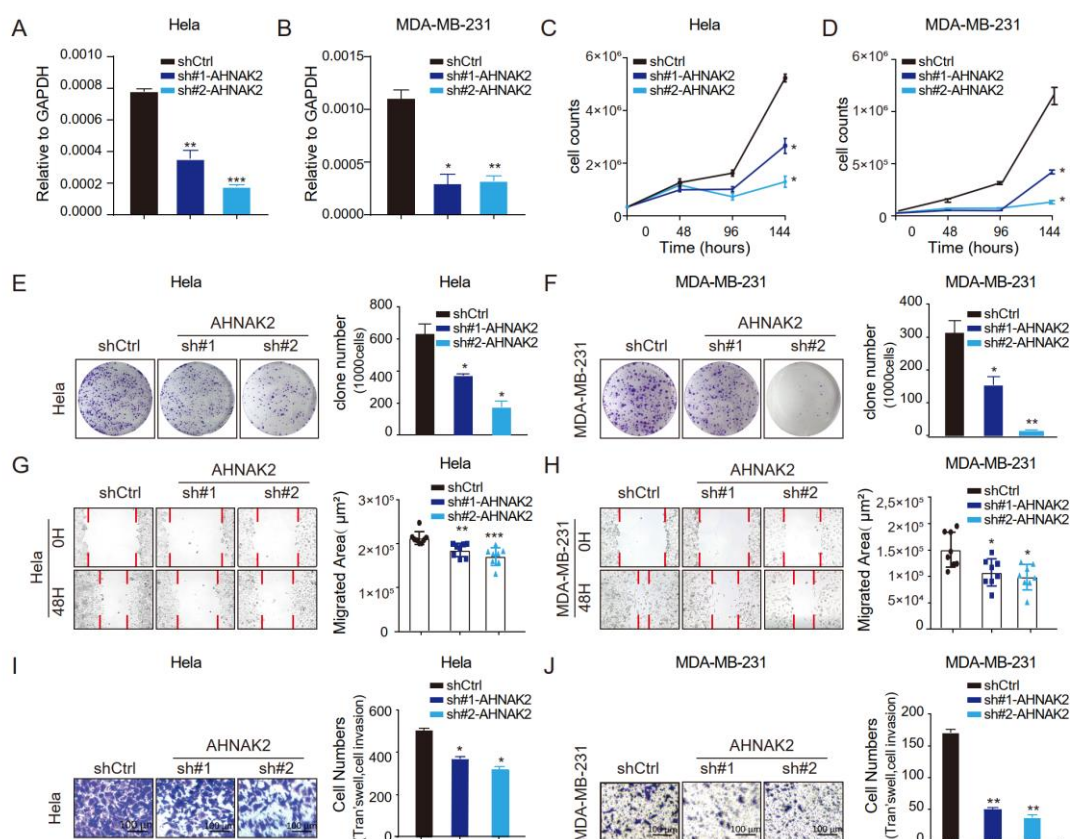 A
Hela
Relative to GAPDH
0.0010
0.0008
0.0006
0.0004
0.0002
0.0000
shCtrl
sh#1-AHNAK2
sh#2-AHNAK2
**
***
B
MDA-MB-231
Relative to GAPDH
0.0015
0.0010
0.0005
0.0000
shCtrl
sh#1-AHNAK2
sh#2-AHNAK2
*
**
C
Hela
cell counts
6×10⁶
4×10⁶
2×10⁶
0
shCtrl
sh#1-AHNAK2
sh#2-AHNAK2
*
*
0 48 96 144
Time (hours)
D
MDA-MB-231
cell counts
1×10⁶
5×10⁵
0
shCtrl
sh#1-AHNAK2
sh#2-AHNAK2
*
*
0 48 96 144
Time (hours)
E
Hela
AHNAK2
shCtrl sh#1 sh#2
Hela
Hela
clone number
(1000cells)
800
600
400
200
0
shCtrl
sh#1-AHNAK2
sh#2-AHNAK2
*
*
F
MDA-MB-231
AHNAK2
shCtrl sh#1 sh#2
MDA-MB-231
MDA-MB-231
clone number
(1000cells)
400
300
200
100
0
shCtrl
sh#1-AHNAK2
sh#2-AHNAK2
*
**
G
Hela
AHNAK2
shCtrl sh#1 sh#2
Hela
0H
48H
Hela
Migrated Area( μm²)
3×10⁵
2×10⁵
1×10⁵
0
shCtrl
sh#1-AHNAK2
sh#2-AHNAK2
**
***
H
MDA-MB-231
AHNAK2
shCtrl sh#1 sh#2
MDA-MB-231
0H
48H
MDA-MB-231
Migrated Area( μm²)
2×10⁵
1.5×10⁵
1×10⁵
5×10⁴
0
shCtrl
sh#1-AHNAK2
sh#2-AHNAK2
*
*
I
Hela
AHNAK2
shCtrl sh#1 sh#2
Hela
100 μm
100 μm
100 μm
Hela
Cell Numbers
(Tran'swell,cell invasion)
600
400
200
0
shCtrl
sh#1-AHNAK2
sh#2-AHNAK2
*
*
J
MDA-MB-231
AHNAK2
shCtrl sh#1 sh#2
MDA-MB-231
100 μm
100 μm
100 μm
MDA-MB-231
Cell Numbers
(Tran'swell,cell invasion)
200
150
100
50
0
shCtrl
sh#1-AHNAK2
sh#2-AHNAK2
**
**